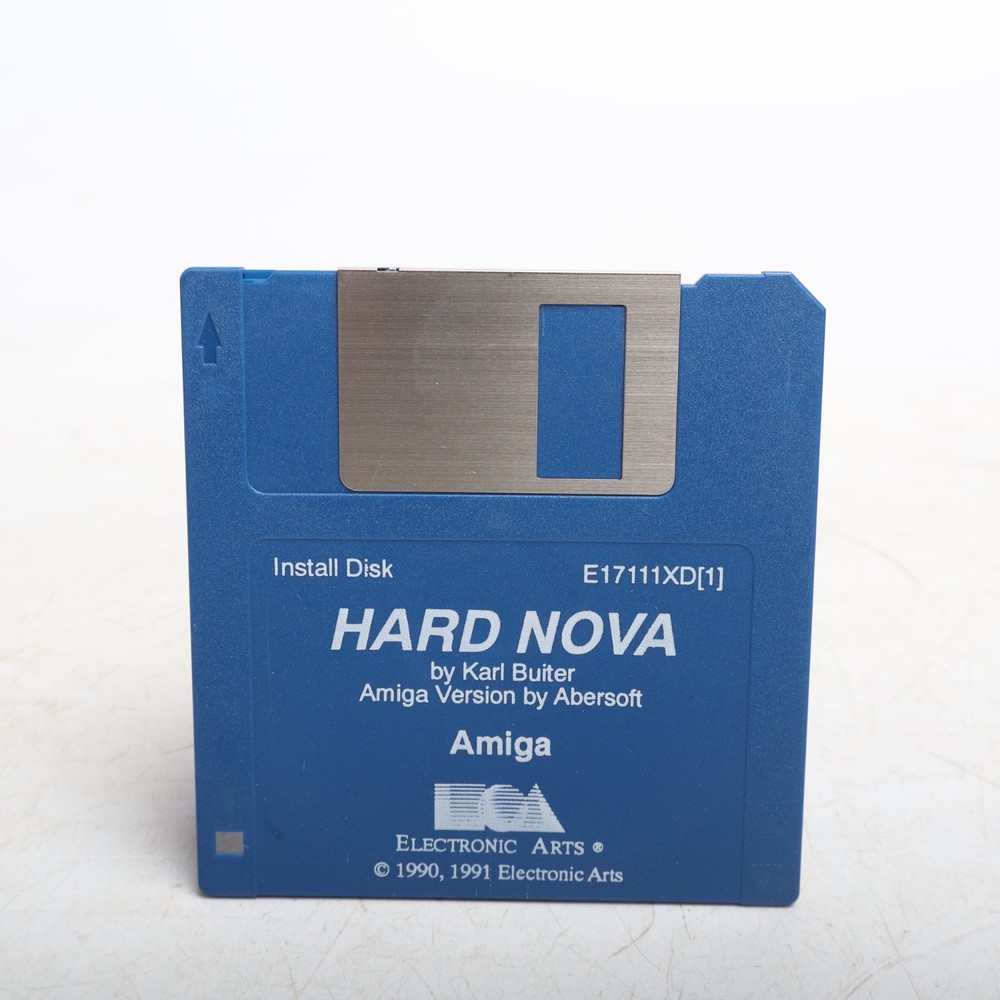 Install Disk E17111XD[1]
HARD NOVA
by Karl Buiter
Amiga Version by Abersoft
Amiga
ELECTRONIC ARTS ®
© 1990, 1991 Electronic Arts